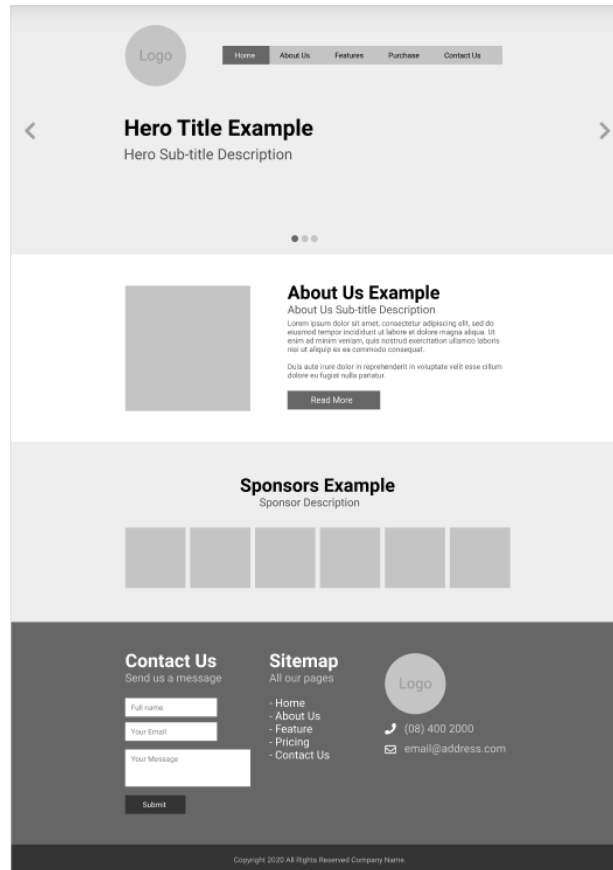 Logo
Home About Us Features Purchase Contact Us
Hero Title Example
Hero Sub-title Description
About Us Example
About Us Sub-title Description
Lorem ipsum dolor sit amet, consectetur adipiscing elit, sed do
eiusmod tempor incididunt ut labore et dolore magna aliqua. Ut
enim ad minim veniam, quis nostrud exercitation ullamco laboris
nisi ut aliquip ex ea commodo consequat.
Duis aute irure dolor in reprehenderit in voluptate velit esse cillum
dolore eu fugiat nulla pariatur.
Read More
Sponsors Example
Sponsor Description
Contact Us
Send us a message
Full name
Your Email
Your Message
Submit
Sitemap
All our pages
- Home
- About Us
- Feature
- Pricing
- Contact Us
Logo
(08) 400 2000
email@address.com
Copyright 2020 All Rights Reserved Company Name.